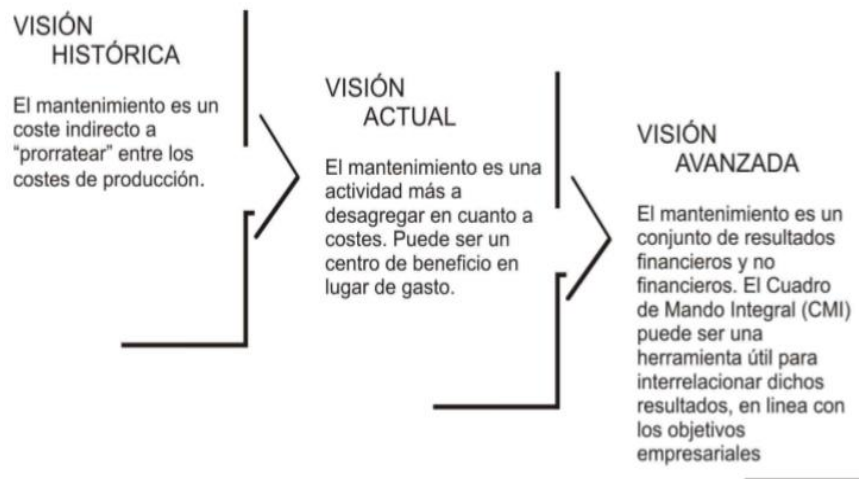 VISIÓN
HISTÓRICA
El mantenimiento es un
coste indirecto a
“prorratear” entre los
costes de producción.
VISIÓN
ACTUAL
El mantenimiento es una
actividad más a
desagregar en cuanto a
costes. Puede ser un
centro de beneficio en
lugar de gasto.
VISIÓN
AVANZADA
El mantenimiento es un
conjunto de resultados
financieros y no
financieros. El Cuadro
de Mando Integral (CMI)
puede ser una
herramienta útil para
interrelacionar dichos
resultados, en linea con
los objetivos
empresariales